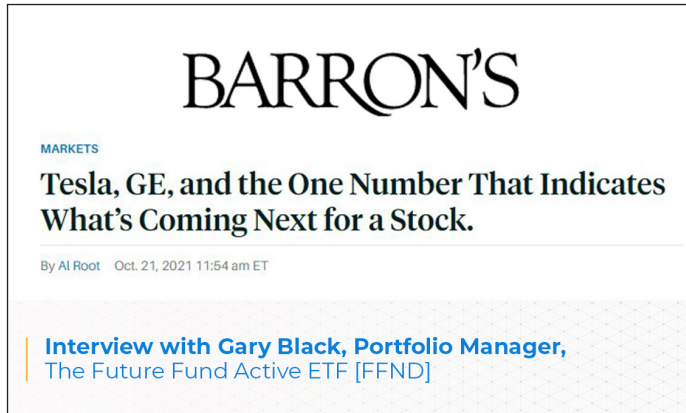 BARRON'S
MARKETS
Tesla, GE, and the One Number That Indicates
What's Coming Next for a Stock.
By Al Root Oct. 21, 2021 11:54 am ET
Interview with Gary Black, Portfolio Manager,
The Future Fund Active ETF [FFND]